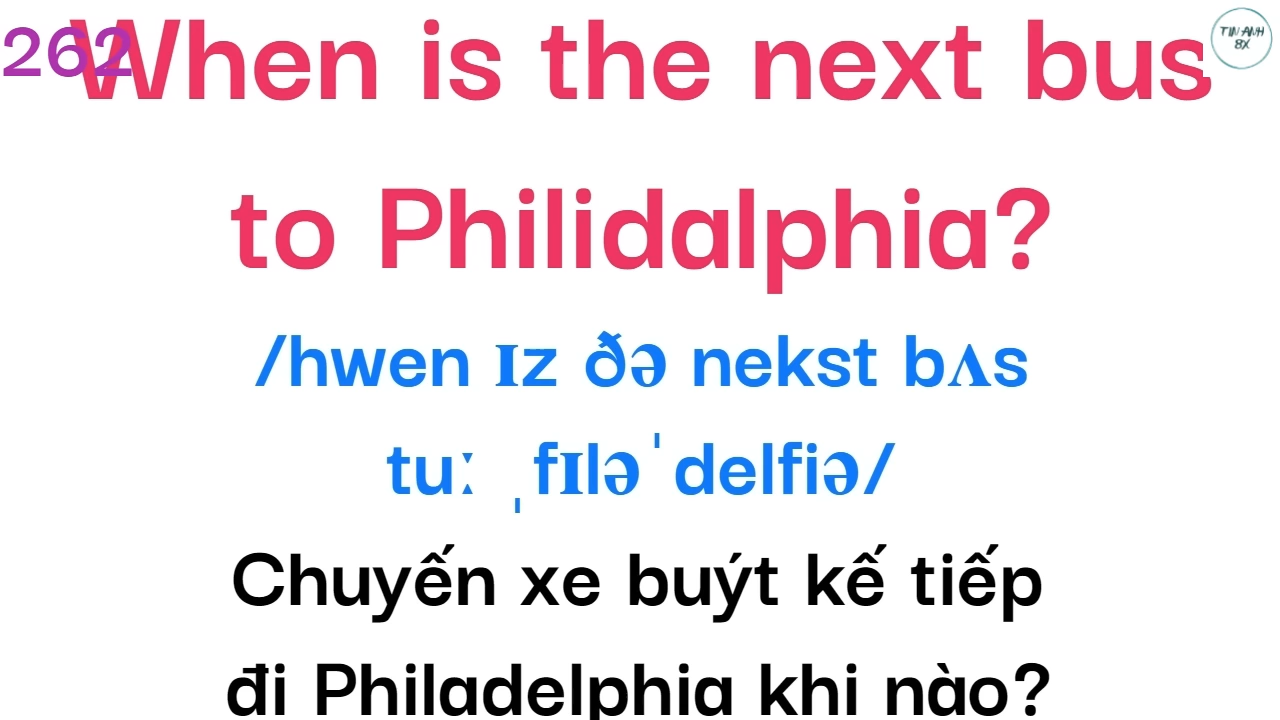 262
When is the next bus
to Philidalphia?
/hwen ɪz ðə nekst bʌs
tuː ˌfɪləˈdelfiə/
Chuyến xe buýt kế tiếp
đi Philadelphia khi nào?
TIN ANH
8X